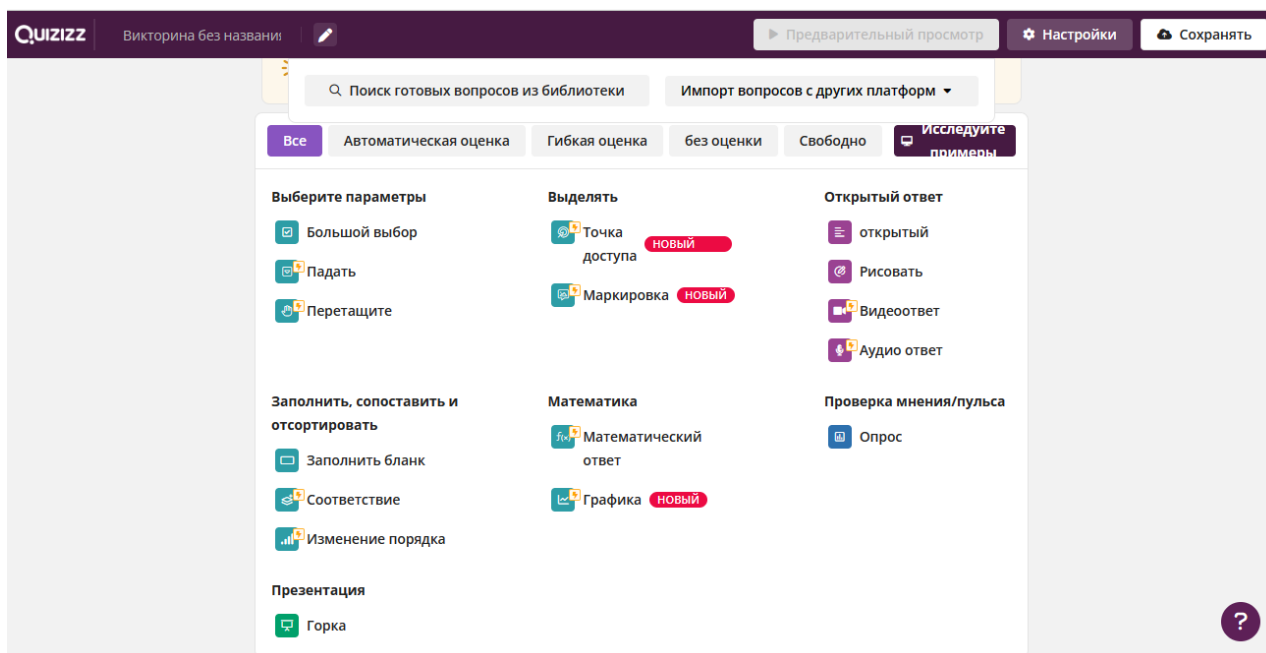 Quizizz
Викторина без названи
Предварительный просмотр
Настройки
Сохранять
Поиск готовых вопросов из библиотеки
Импорт вопросов с других платформ
Все
Автоматическая оценка
Гибкая оценка
без оценки
Свободно
Исследуйте
примеры
Выберите параметры
Большой выбор
Падать
Перетащите
Выделять
Точка
доступа
новый
Маркировка
новый
Открытый ответ
открытый
Рисовать
Видеоответ
Аудио ответ
Заполнить, сопоставить и
отсортировать
Заполнить бланк
Соответствие
Изменение порядка
Математика
Математический
ответ
Графика
новый
Проверка мнения/пульса
Опрос
Презентация
Горка
?